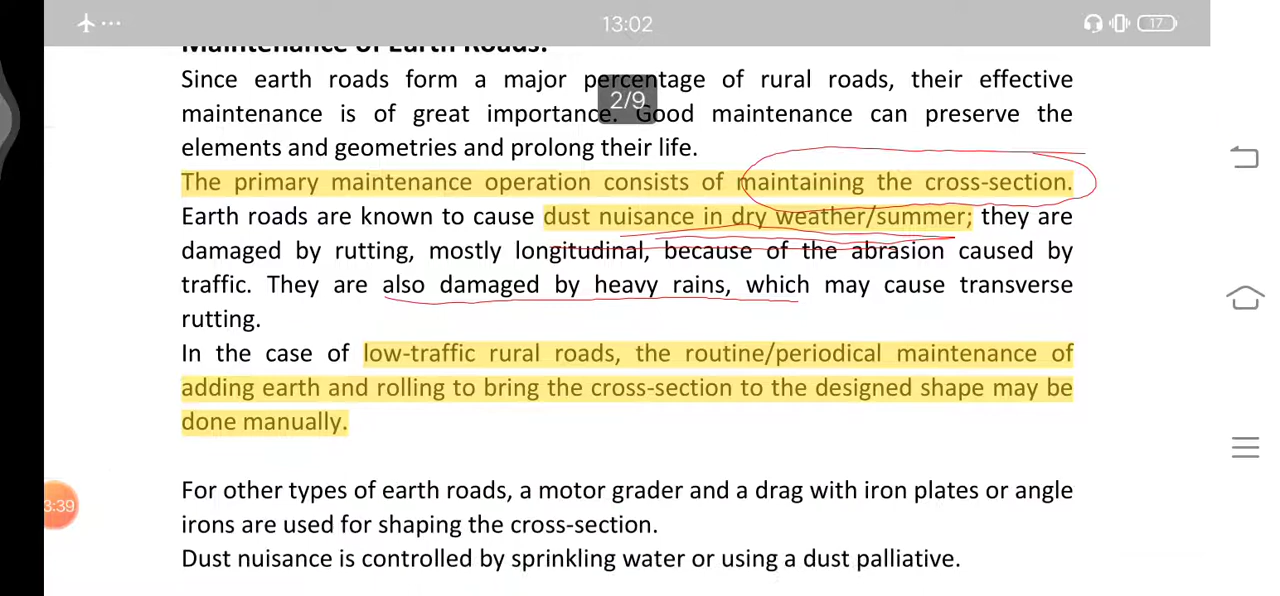 13:02
17
Maintenance of Earth Roads:
Since earth roads form a major percentage of rural roads, their effective
2/9
maintenance is of great importance. Good maintenance can preserve the
elements and geometries and prolong their life.
The primary maintenance operation consists of maintaining the cross-section.
Earth roads are known to cause dust nuisance in dry weather/summer; they are
damaged by rutting, mostly longitudinal, because of the abrasion caused by
traffic. They are also damaged by heavy rains, which may cause transverse
rutting.
In the case of low-traffic rural roads, the routine/periodical maintenance of
adding earth and rolling to bring the cross-section to the designed shape may be
done manually.
3:39
For other types of earth roads, a motor grader and a drag with iron plates or angle
irons are used for shaping the cross-section.
Dust nuisance is controlled by sprinkling water or using a dust palliative.